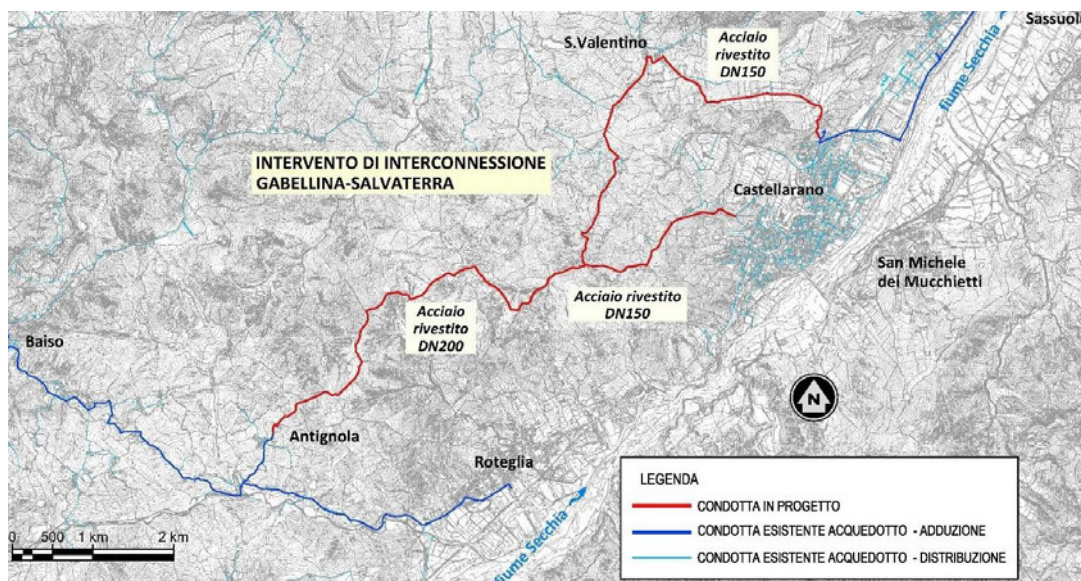 Sassuolo
S.Valentino
Acciaio
rivestito
DN150
fiume Secchia
INTERVENTO DI INTERCONNESSIONE
GABELLINA-SALVATERRA
Castellarano
San Michele
dei Mucchietti
Acciaio rivestito
DN150
Acciaio
rivestito
DN200
Baiso
N
Antignola
Roteglia
LEGENDA
CONDOTTA IN PROGETTO
CONDOTTA ESISTENTE ACQUEDOTTO - ADDUZIONE
CONDOTTA ESISTENTE ACQUEDOTTO - DISTRIBUZIONE
0 500 1 km 2 km
fiume Secchia